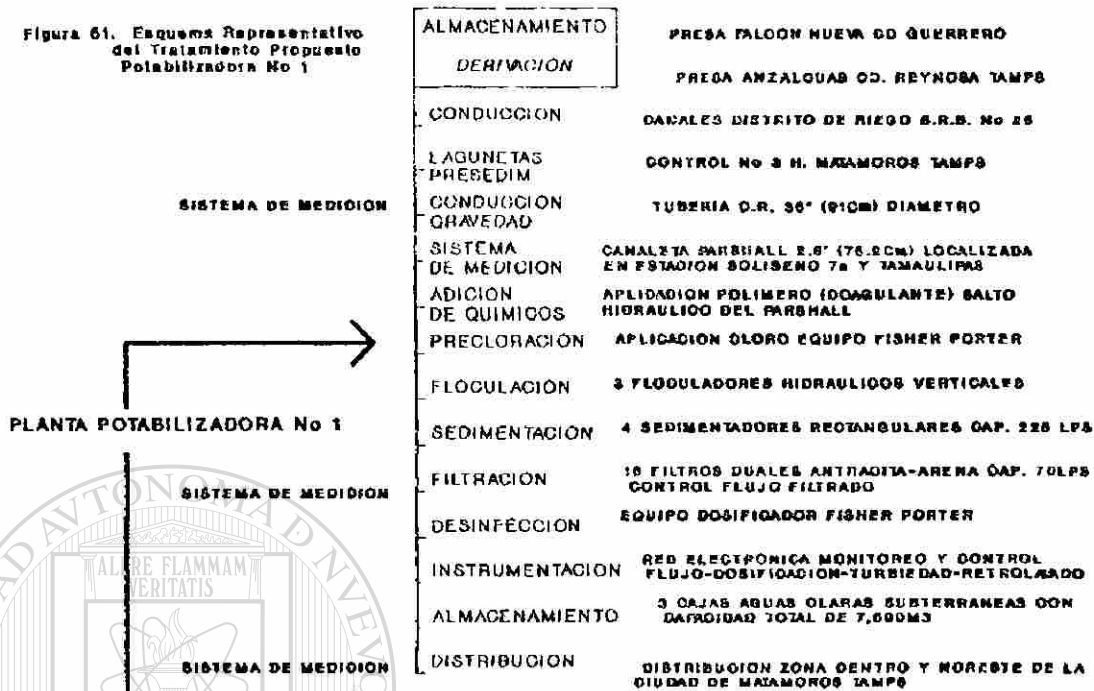 Figura 61. Esquema Representativo
del Tratamiento Propuesto
Potabilizadora No 1
ALMACENAMIENTO
PRESA FALCON NUEVA CD GUERRERO
DERIVACION
PRESA ANZALDUAS CD. REYNOSA TAMPS
CONDUCCION
CANALES DISTRITO DE RIEGO B.R.B. No 25
LAGUNETAS
PRESEDIM
CONTROL No 3 H. MATAMOROS TAMPS
SISTEMA DE MEDICION
CONDUCCION
GRAVEDAD
TUBERIA C.R. 36" (91Cm) DIAMETRO
SISTEMA
DE MEDICION
CANALETA PARSHALL 2.5' (76.2Cm) LOCALIZADA
EN ESTACION SOLISENO 7a Y TAMAULIPAS
ADICION
DE QUIMICOS
APLICACION POLIMERO (COAGULANTE) SALTO
HIDRAULICO DEL PARSHALL
PRECLORACION
APLICACION CLORO EQUIPO FISHER PORTER
FLOCULACION
3 FLOCULADORES HIDRAULICOS VERTICALES
PLANTA POTABILIZADORA No 1
SEDIMENTACION
4 SEDIMENTADORES RECTANGULARES CAP. 225 LPS
FILTRACION
16 FILTROS DUALES ANTRACITA-ARENA CAP. 70LPS
CONTROL FLUJO FILTRADO
SISTEMA DE MEDICION
DESINFECCION
EQUIPO DOSIFICADOR FISHER PORTER
INSTRUMENTACION
RED ELECTRONICA MONITOREO Y CONTROL
FLUJO-DOSIFICACION-TURBIEDAD-RETROLAVADO
ALMACENAMIENTO
3 CAJAS AGUAS CLARAS SUBTERRANEAS CON
CAPACIDAD TOTAL DE 7,600M3
SISTEMA DE MEDICION
DISTRIBUCION
DISTRIBUCION ZONA CENTRO Y NORESTE DE LA
CIUDAD DE MATAMOROS TAMPS
AVTONOMA D NVEV
ALERE FLAMMAM
VERITATIS